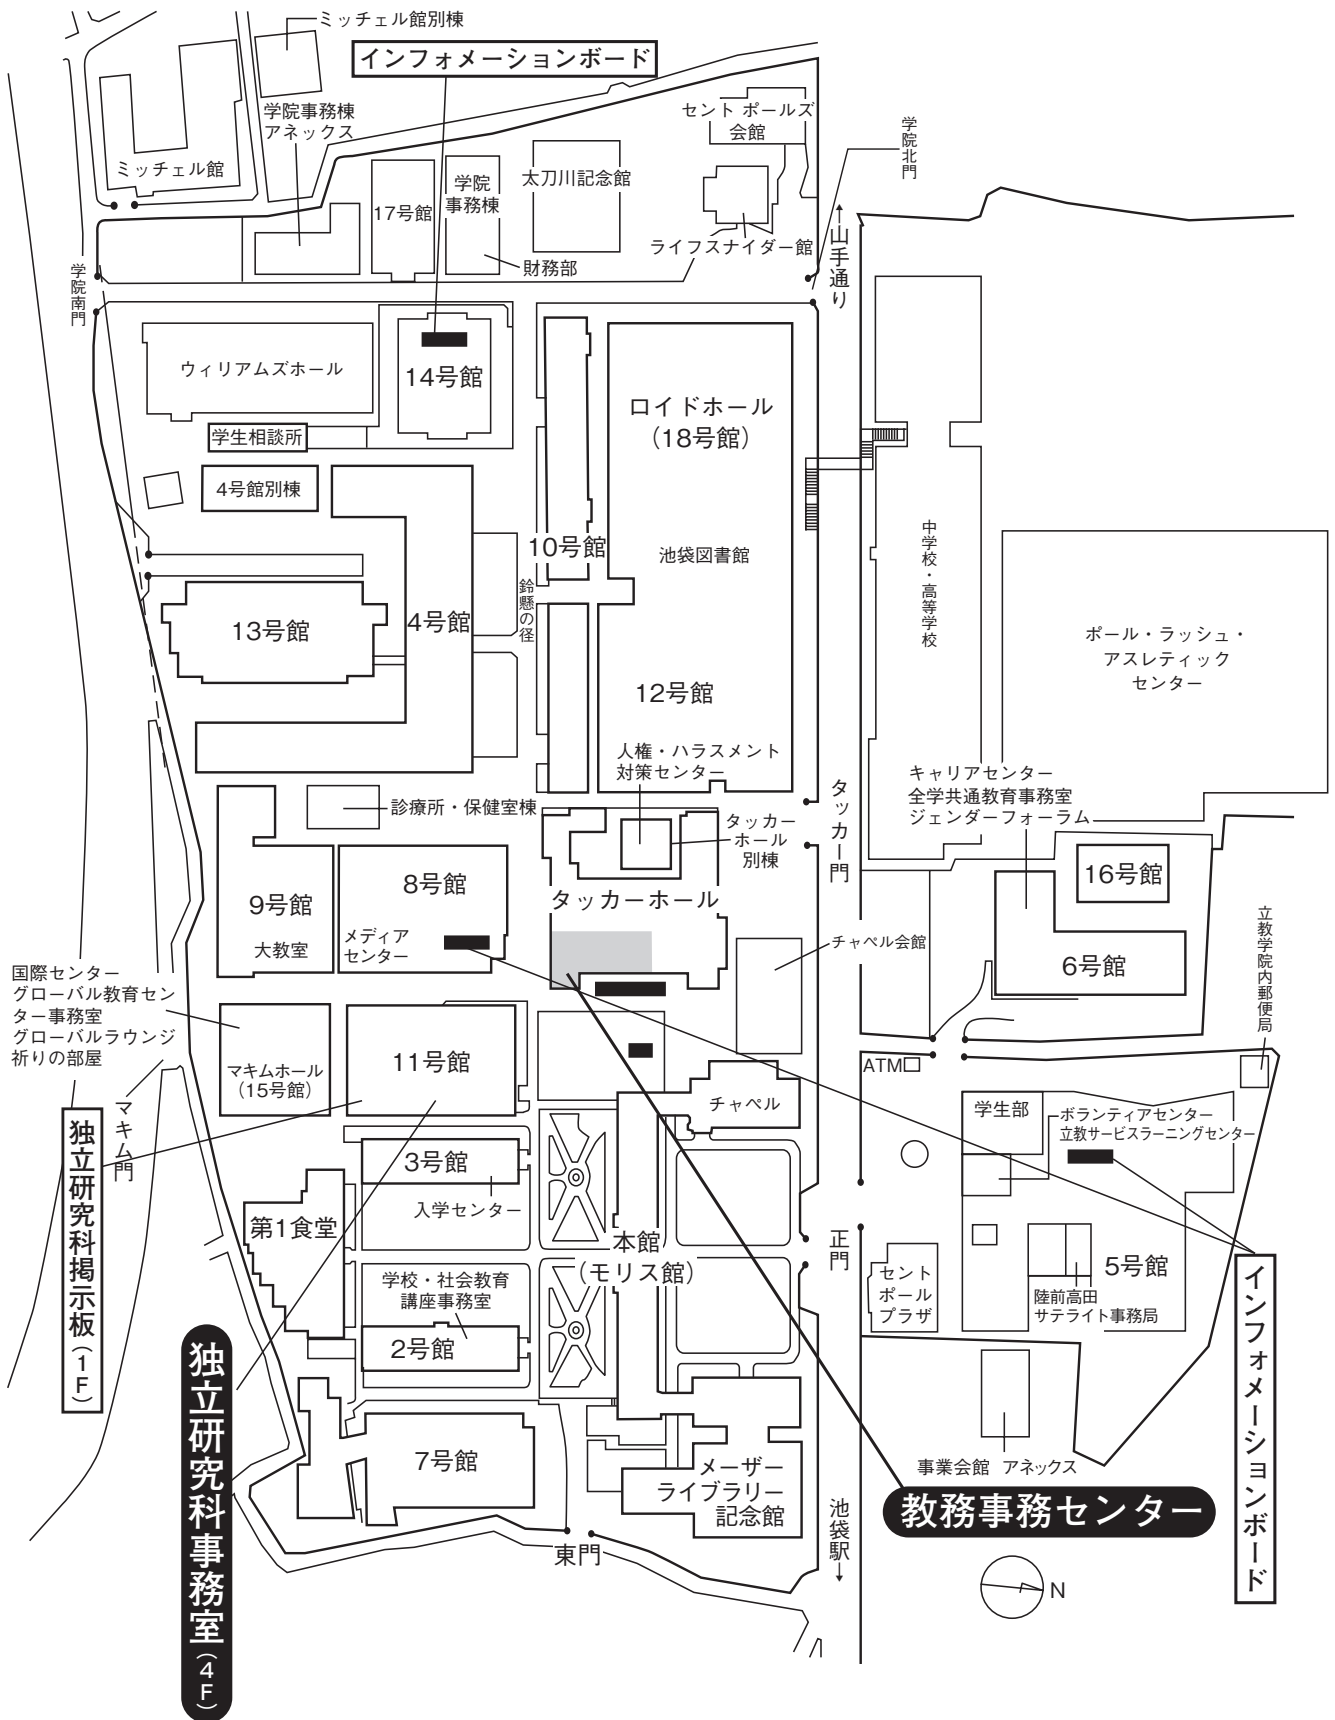 ミッチェル館別棟
インフォメーションボード
学院事務棟
アネックス
セント ポールズ
会館
学院北門
ミッチェル館
17号館
学院
事務棟
太刀川記念館
ライフスナイダー館
財務部
←山手通り
学院南門
ウィリアムズホール
14号館
ロイドホール
(18号館)
学生相談所
4号館別棟
10号館
池袋図書館
中学校・高等学校
鈴懸の径
13号館
4号館
ポール・ラッシュ・
アスレティック
センター
12号館
人権・ハラスメント
対策センター
キャリアセンター
全学共通教育事務室
ジェンダーフォーラム
タッカー門
診療所・保健室棟
タッカー
ホール
別棟
8号館
16号館
9号館
タッカーホール
大教室
メディア
センター
チャペル会館
6号館
立教学院内郵便局
国際センター
グローバル教育セン
ター事務室
グローバルラウンジ
祈りの部屋
11号館
マキムホール
(15号館)
ATM
チャペル
マキム門
独立研究科掲示板(1F)
学生部
ボランティアセンター
立教サービスラーニングセンター
3号館
入学センター
第1食堂
本館
(モリス館)
正門
セント
ポール
プラザ
5号館
陸前高田
サテライト事務局
インフォメーションボード
学校・社会教育
講座事務室
2号館
独立研究科事務室(4F)
7号館
メーザー
ライブラリー
記念館
事業会館 アネックス
教務事務センター
池袋駅→
東門
N